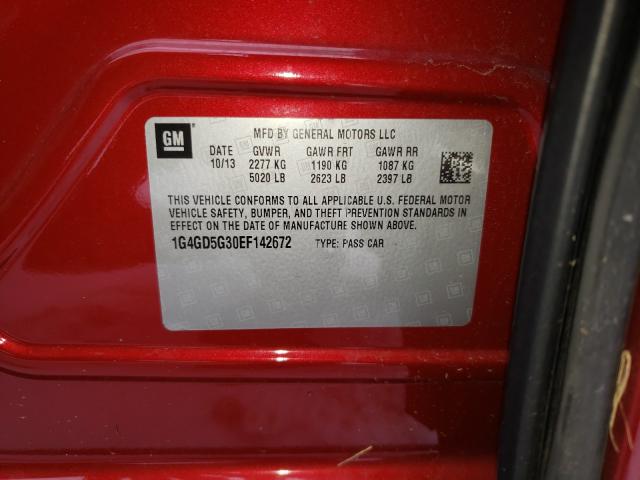 GM
MFD BY GENERAL MOTORS LLC
DATE GVWR GAWR FRT GAWR RR
10/13 2277 KG 1190 KG 1087 KG
5020 LB 2623 LB 2397 LB
THIS VEHICLE CONFORMS TO ALL APPLICABLE U.S. FEDERAL MOTOR
VEHICLE SAFETY, BUMPER, AND THEFT PREVENTION STANDARDS IN
EFFECT ON THE DATE OF MANUFACTURE SHOWN ABOVE.
1G4GD5G30EF142672 TYPE: PASS CAR